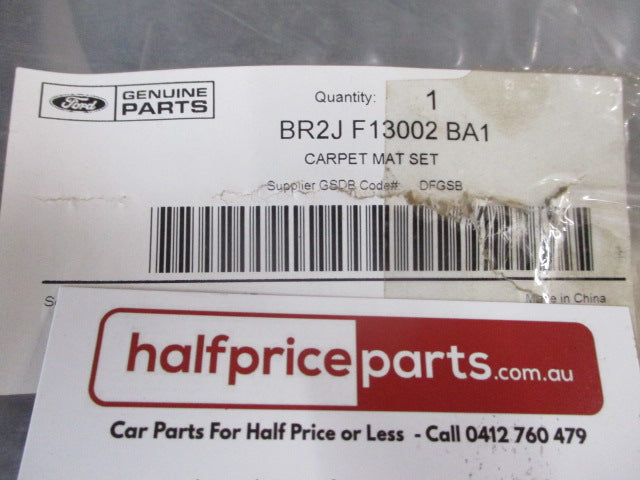 Ford
GENUINE
PARTS
Quantity: 1
BR2J F13002 BA1
CARPET MAT SET
Supplier GSDB Code#: DFGSB
Made in China
halfpriceparts.com.au
Car Parts For Half Price or Less - Call 0412 760 479